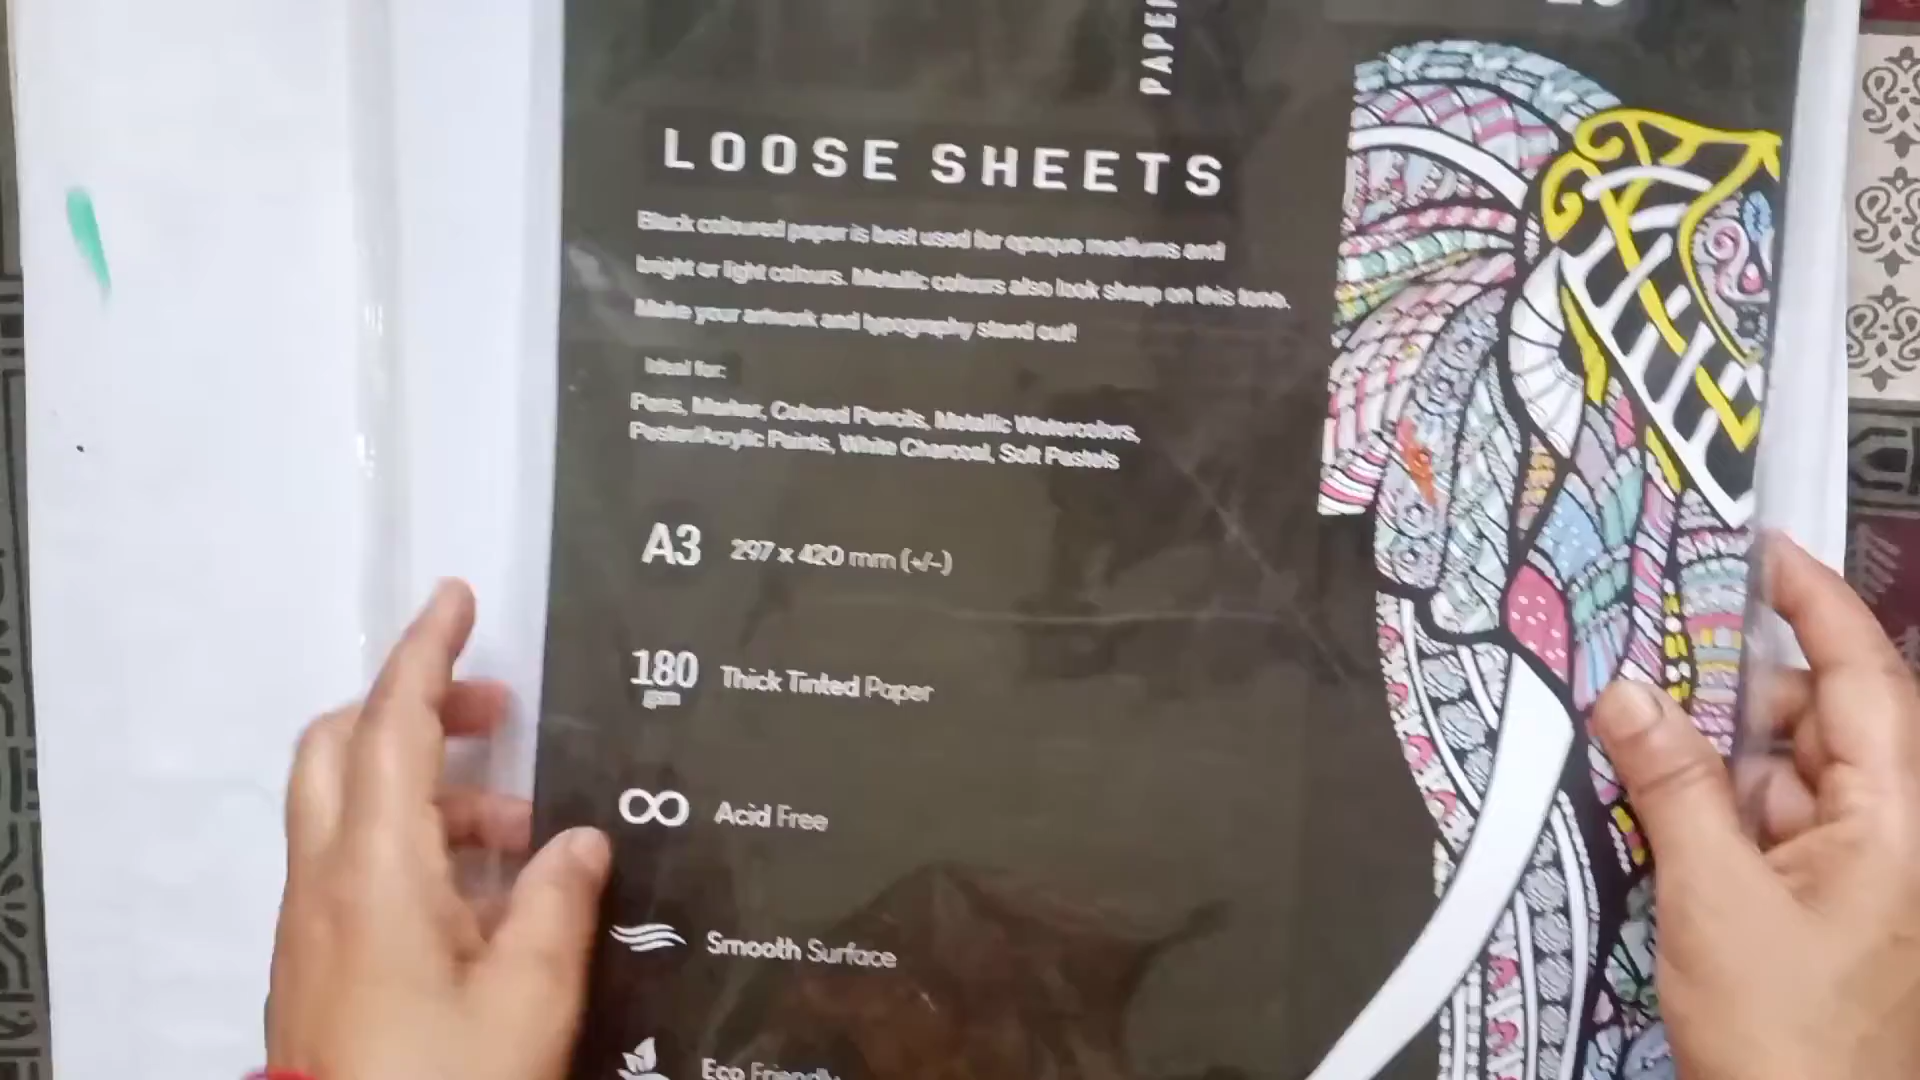 PAPE
LOOSE SHEETS
Black coloured paper is best used for opaque mediums and
bright or light colours. Metallic colours also look sharp on this tone.
Make your artwork and typography stand out!
Ideal for:
Pens, Marker, Colored Pencils, Metallic Watercolors,
Poster/Acrylic Paints, White Charcoal, Soft Pastels
A3 297 x 420 mm (+/-)
180 gsm Thick Tinted Paper
Acid Free
Smooth Surface
Eco Friendly